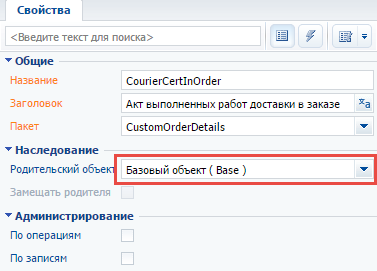 Свойства
<Введите текст для поиска>
Общие
Название CourierCertInOrder
Заголовок Акт выполненных работ доставки в заказе
Пакет CustomOrderDetails
Наследование
Родительский объект Базовый объект ( Base )
Замещать родителя
Администрирование
По операциям
По записям